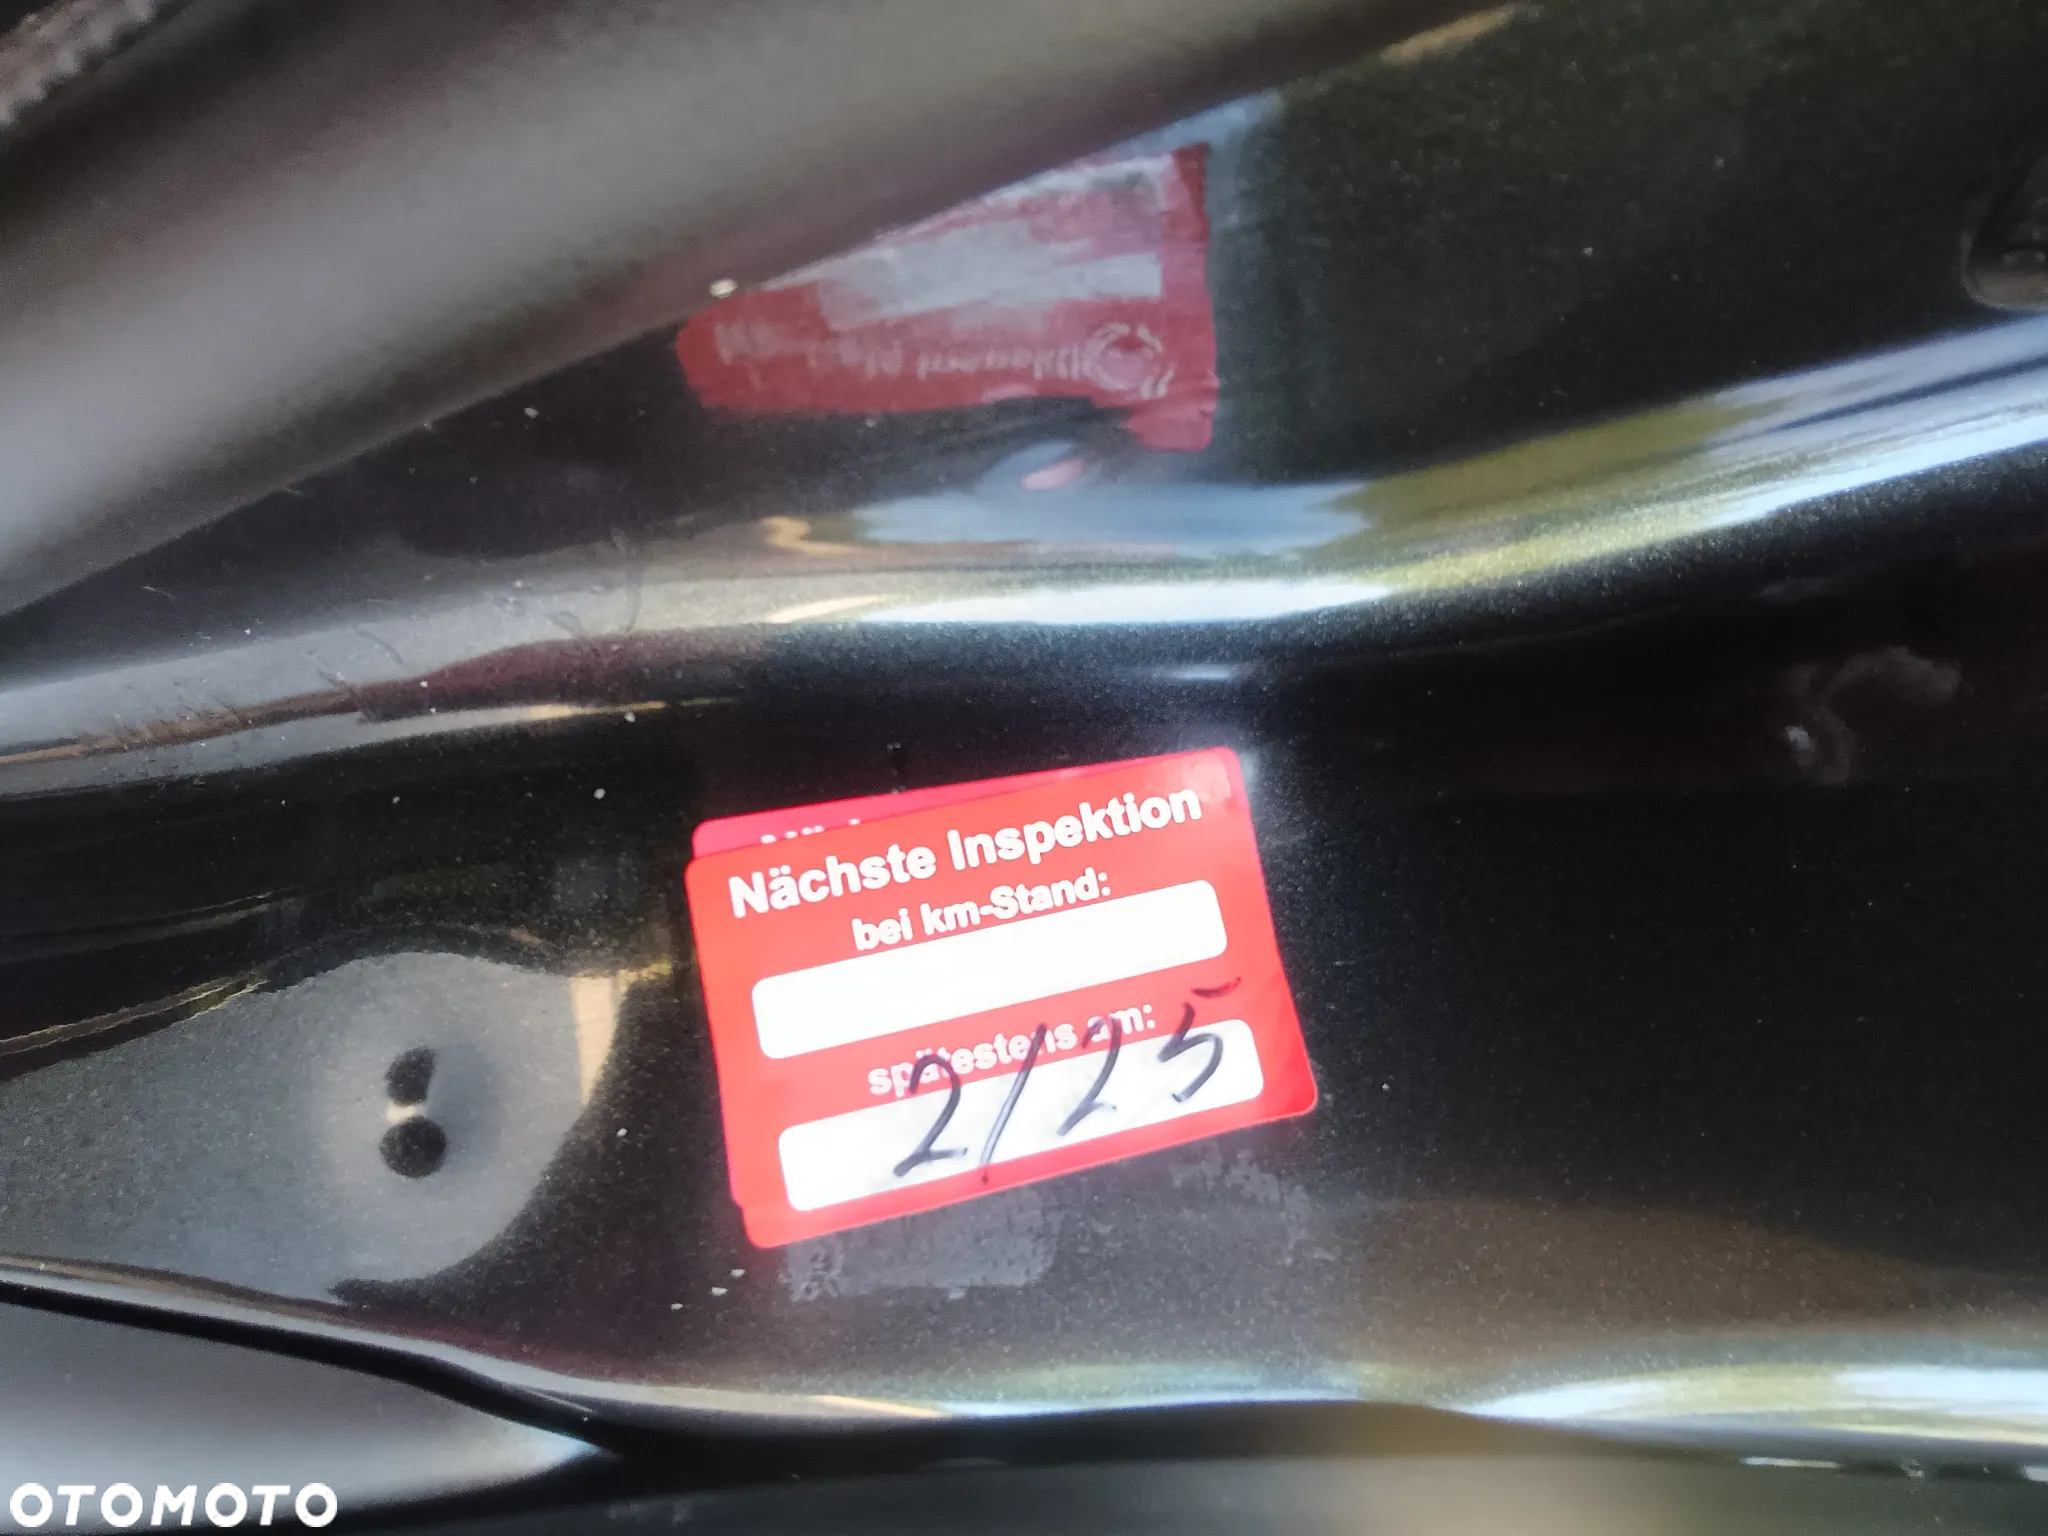 Nächste Inspektion
bei km-Stand:
spätestens am:
2/25
OTOMOTO